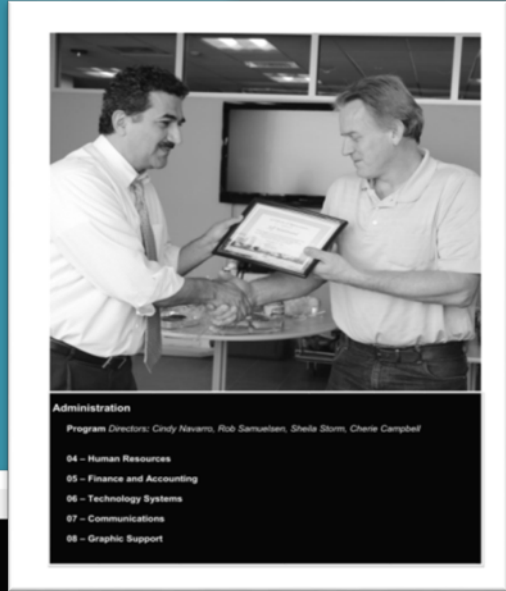 Administration
Program Directors: Cindy Navarro, Rob Samuelsen, Sheila Storm, Cherie Campbell
04 – Human Resources
05 – Finance and Accounting
06 – Technology Systems
07 – Communications
08 – Graphic Support